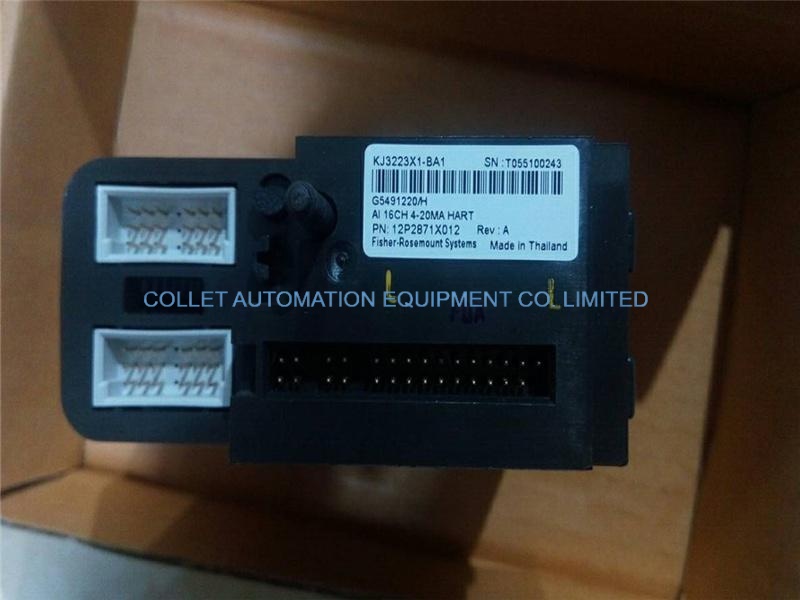 KJ3223X1-BA1 SN : T055100243
G5491220/H
AI 16CH 4-20MA HART
PN: 12P2871X012 Rev : A
Fisher-Rosemount Systems Made in Thailand
COLLET AUTOMATION EQUIPMENT CO., LIMITED